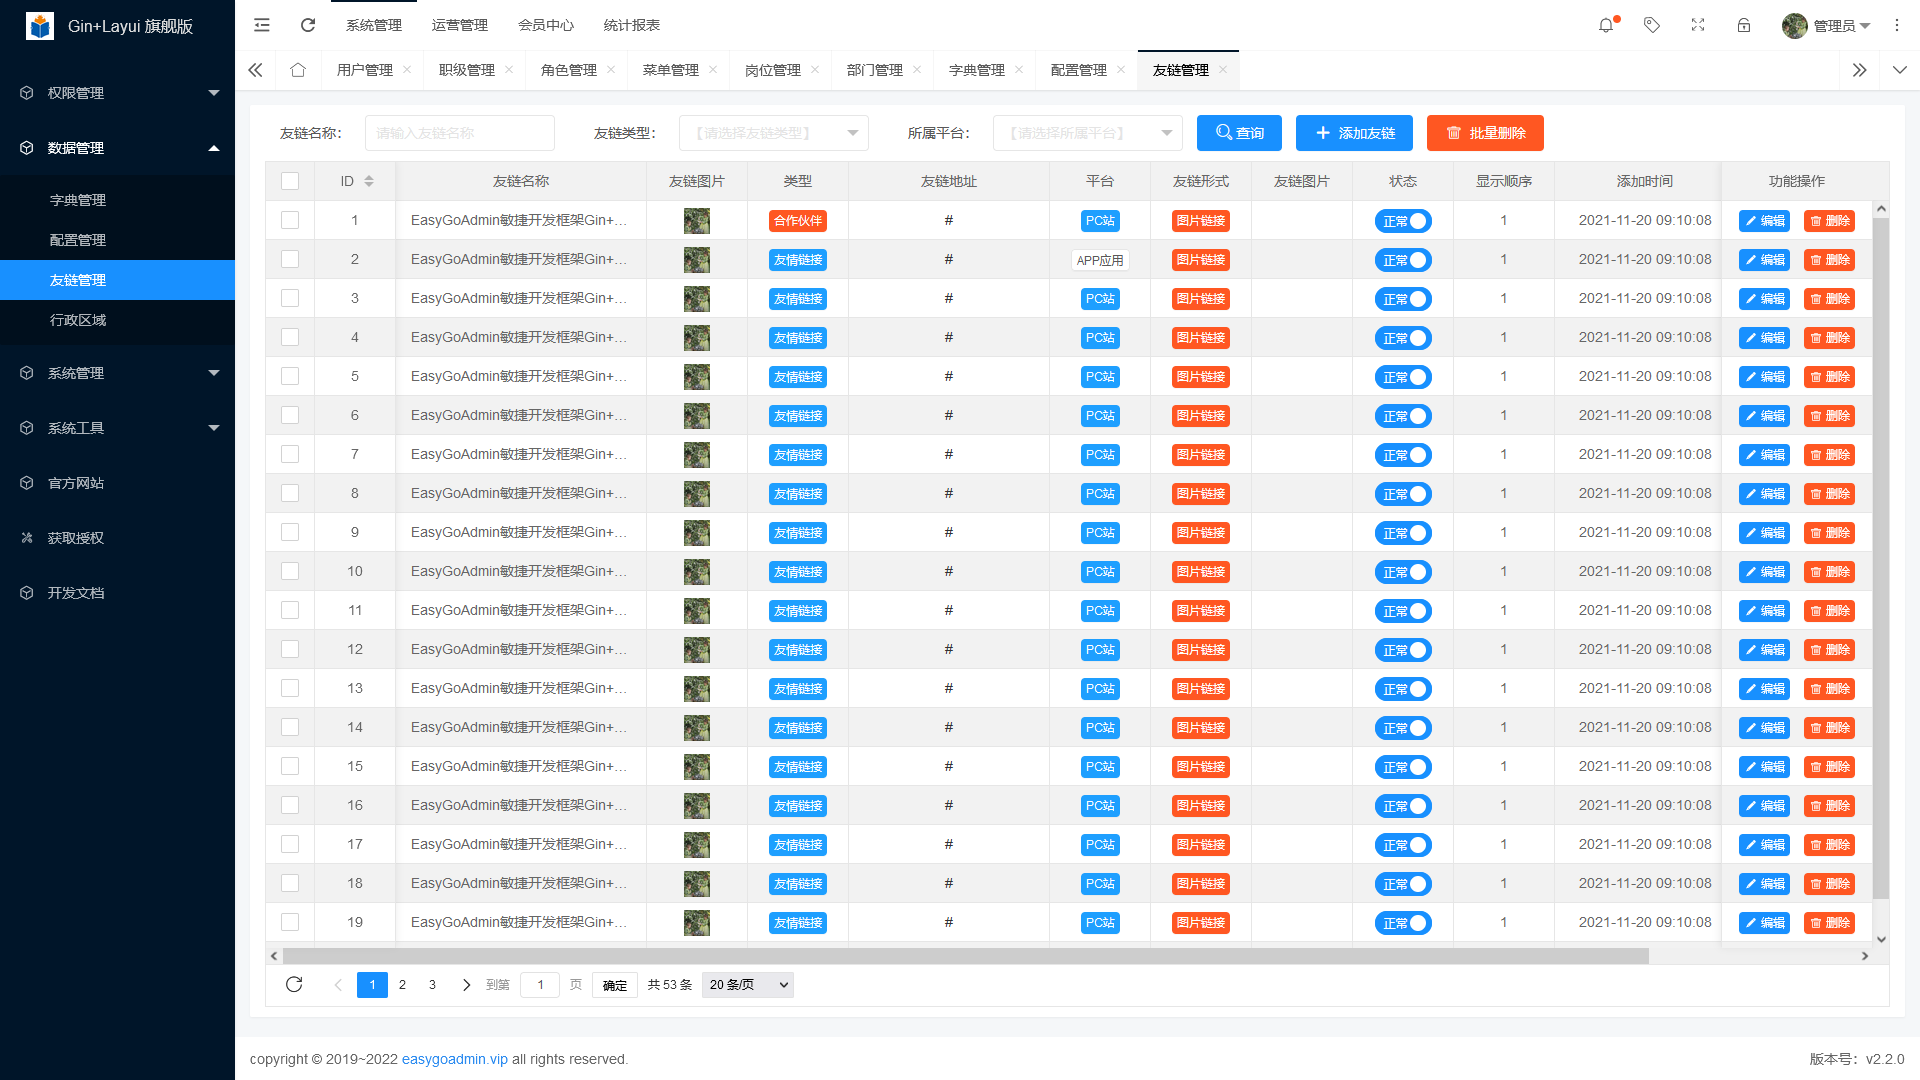 Gin+Layui 旗舰版
系统管理 运营管理 会员中心 统计报表 管理员
用户管理 职级管理 角色管理 菜单管理 岗位管理 部门管理 字典管理 配置管理 友链管理
权限管理
数据管理
字典管理
配置管理
友链管理
行政区域
系统管理
系统工具
官方网站
获取授权
开发文档
友链名称： 请输入友链名称 友链类型： 【请选择友链类型】 所属平台： 【请选择所属平台】 查询 添加友链 批量删除
ID 友链名称 友链图片 类型 友链地址 平台 友链形式 友链图片 状态 显示顺序 添加时间 功能操作
1 EasyGoAdmin敏捷开发框架Gin+... 合作伙伴 # PC站 图片链接 正常 1 2021-11-20 09:10:08 编辑 删除
2 EasyGoAdmin敏捷开发框架Gin+... 友情链接 # APP应用 图片链接 正常 1 2021-11-20 09:10:08 编辑 删除
3 EasyGoAdmin敏捷开发框架Gin+... 友情链接 # PC站 图片链接 正常 1 2021-11-20 09:10:08 编辑 删除
4 EasyGoAdmin敏捷开发框架Gin+... 友情链接 # PC站 图片链接 正常 1 2021-11-20 09:10:08 编辑 删除
5 EasyGoAdmin敏捷开发框架Gin+... 友情链接 # PC站 图片链接 正常 1 2021-11-20 09:10:08 编辑 删除
6 EasyGoAdmin敏捷开发框架Gin+... 友情链接 # PC站 图片链接 正常 1 2021-11-20 09:10:08 编辑 删除
7 EasyGoAdmin敏捷开发框架Gin+... 友情链接 # PC站 图片链接 正常 1 2021-11-20 09:10:08 编辑 删除
8 EasyGoAdmin敏捷开发框架Gin+... 友情链接 # PC站 图片链接 正常 1 2021-11-20 09:10:08 编辑 删除
9 EasyGoAdmin敏捷开发框架Gin+... 友情链接 # PC站 图片链接 正常 1 2021-11-20 09:10:08 编辑 删除
10 EasyGoAdmin敏捷开发框架Gin+... 友情链接 # PC站 图片链接 正常 1 2021-11-20 09:10:08 编辑 删除
11 EasyGoAdmin敏捷开发框架Gin+... 友情链接 # PC站 图片链接 正常 1 2021-11-20 09:10:08 编辑 删除
12 EasyGoAdmin敏捷开发框架Gin+... 友情链接 # PC站 图片链接 正常 1 2021-11-20 09:10:08 编辑 删除
13 EasyGoAdmin敏捷开发框架Gin+... 友情链接 # PC站 图片链接 正常 1 2021-11-20 09:10:08 编辑 删除
14 EasyGoAdmin敏捷开发框架Gin+... 友情链接 # PC站 图片链接 正常 1 2021-11-20 09:10:08 编辑 删除
15 EasyGoAdmin敏捷开发框架Gin+... 友情链接 # PC站 图片链接 正常 1 2021-11-20 09:10:08 编辑 删除
16 EasyGoAdmin敏捷开发框架Gin+... 友情链接 # PC站 图片链接 正常 1 2021-11-20 09:10:08 编辑 删除
17 EasyGoAdmin敏捷开发框架Gin+... 友情链接 # PC站 图片链接 正常 1 2021-11-20 09:10:08 编辑 删除
18 EasyGoAdmin敏捷开发框架Gin+... 友情链接 # PC站 图片链接 正常 1 2021-11-20 09:10:08 编辑 删除
19 EasyGoAdmin敏捷开发框架Gin+... 友情链接 # PC站 图片链接 正常 1 2021-11-20 09:10:08 编辑 删除
1 2 3 到第 1 页 确定 共 53 条 20 条/页
copyright © 2019~2022 easygoadmin.vip all rights reserved. 版本号：v2.2.0